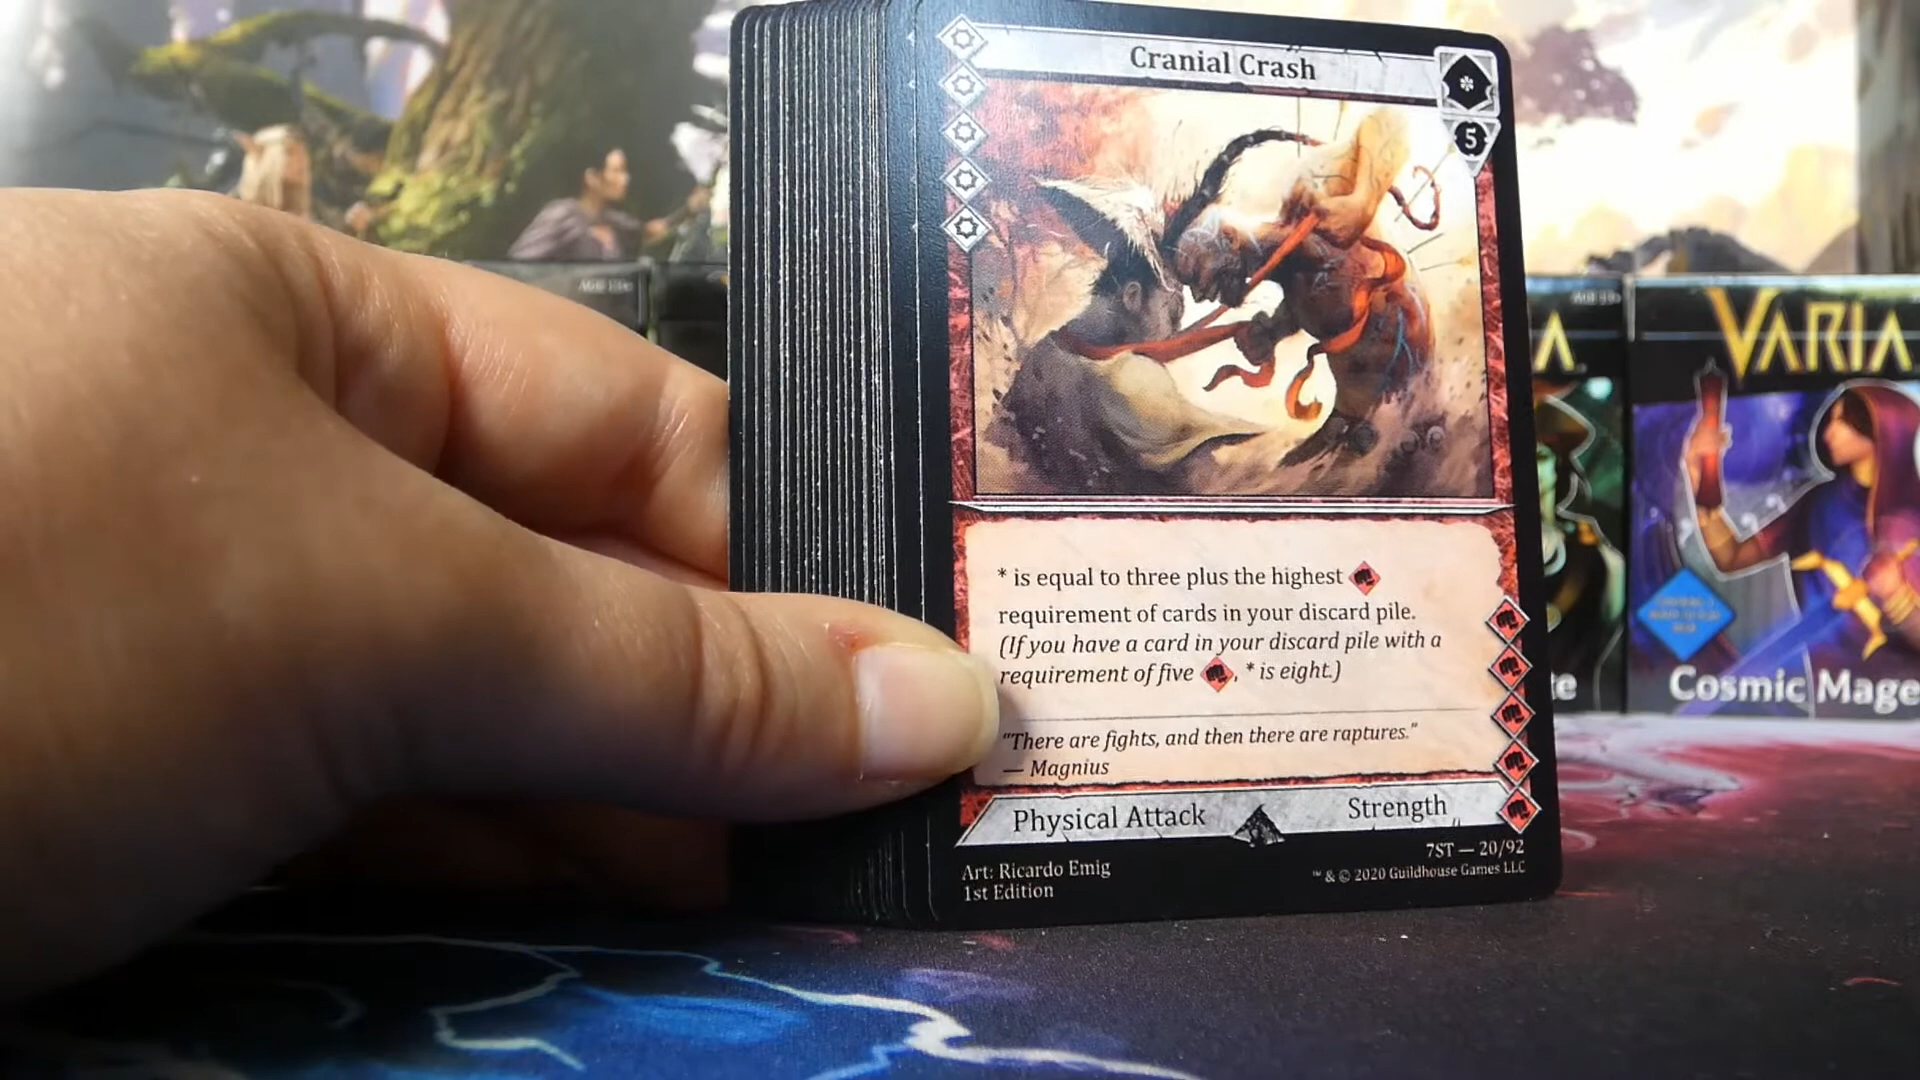 Cranial Crash
*
5
* is equal to three plus the highest
requirement of cards in your discard pile.
(If you have a card in your discard pile with a
requirement of five , * is eight.)
"There are fights, and then there are raptures."
— Magnius
Physical Attack
Strength
Art: Ricardo Emig
1st Edition
7ST — 20/92
™ & © 2020 Guildhouse Games LLC
VARIA
Cosmic Mage